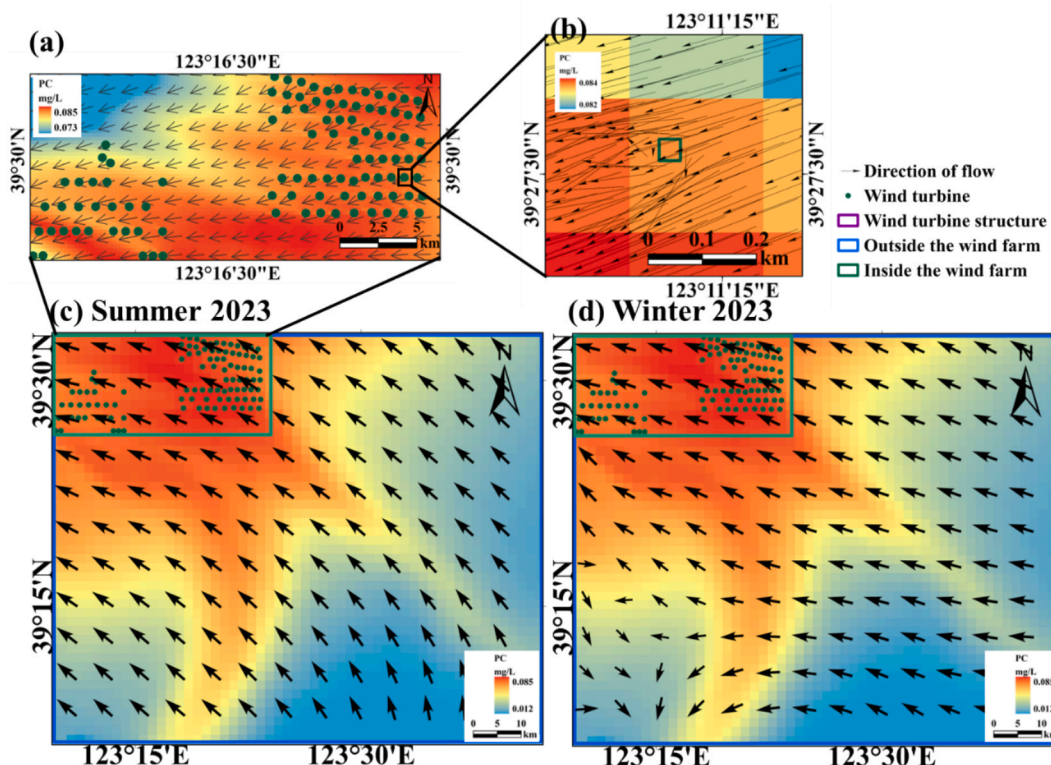 (a)
123°16'30"E
39°30'N
PC
mg/L
0.085
0.073
N
39°30'N
0 2.5 5
km
123°16'30"E
(b)
123°11'15"E
39°27'30"N
PC
mg/L
0.084
0.082
39°27'30"N
0 0.1 0.2
km
123°11'15"E
Direction of flow
Wind turbine
Wind turbine structure
Outside the wind farm
Inside the wind farm
(c) Summer 2023
39°30'N
39°15'N
N
PC
mg/L
0.085
0.012
0 5 10
km
123°15'E
123°30'E
(d) Winter 2023
39°30'N
39°15'N
N
PC
mg/L
0.085
0.012
0 5 10
km
123°15'E
123°30'E